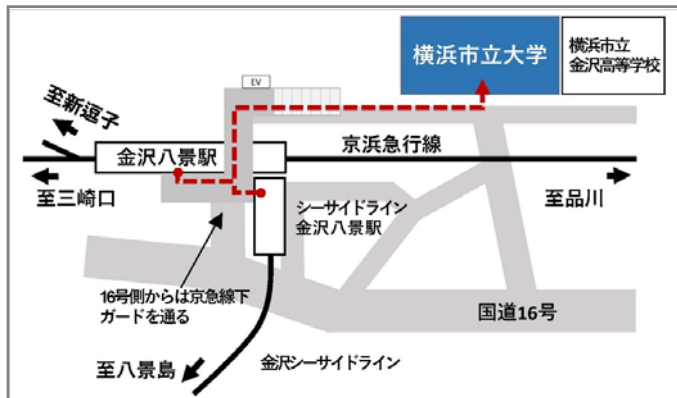 横浜市立大学
横浜市立
金沢高等学校
EV
至新逗子
金沢八景駅
京浜急行線
至三崎口
至品川
シーサイドライン
金沢八景駅
16号側からは京急線下
ガードを通る
国道16号
至八景島
金沢シーサイドライン